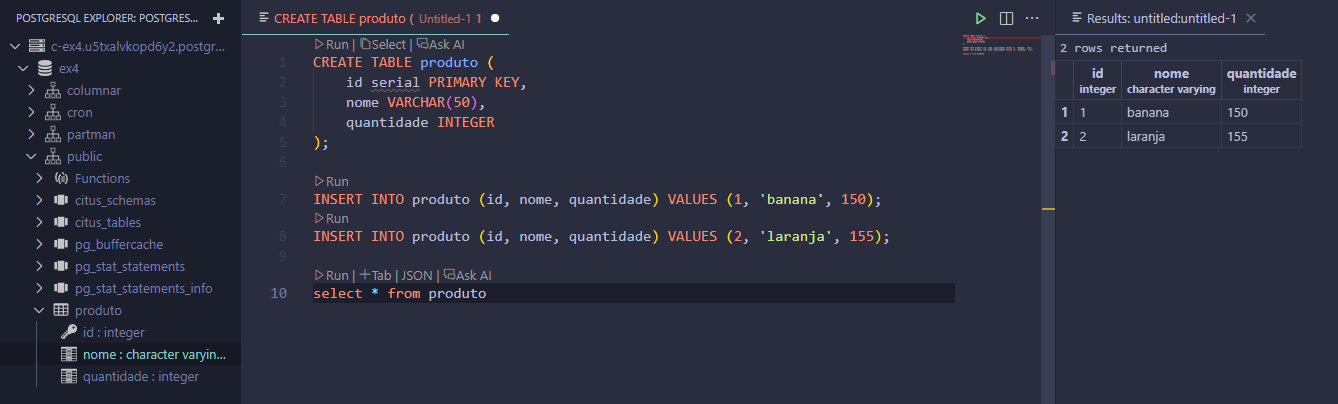 POSTGRESQL EXPLORER: POSTGRES...
c-ex4.u5txalvkopd6y2.postgr...
ex4
columnar
cron
partman
public
Functions
citus_schemas
citus_tables
pg_buffercache
pg_stat_statements
pg_stat_statements_info
produto
id : integer
nome : character varyin...
quantidade : integer
CREATE TABLE produto ( Untitled-1 1
Run | Select | Ask AI
1 CREATE TABLE produto (
2 id serial PRIMARY KEY,
3 nome VARCHAR(50),
4 quantidade INTEGER
5 );
6
Run
7 INSERT INTO produto (id, nome, quantidade) VALUES (1, 'banana', 150);
Run
8 INSERT INTO produto (id, nome, quantidade) VALUES (2, 'laranja', 155);
9
Run | Tab | JSON | Ask AI
10 select * from produto
Results: untitled:untitled-1
2 rows returned
id nome quantidade
integer character varying integer
1 1 banana 150
2 2 laranja 155